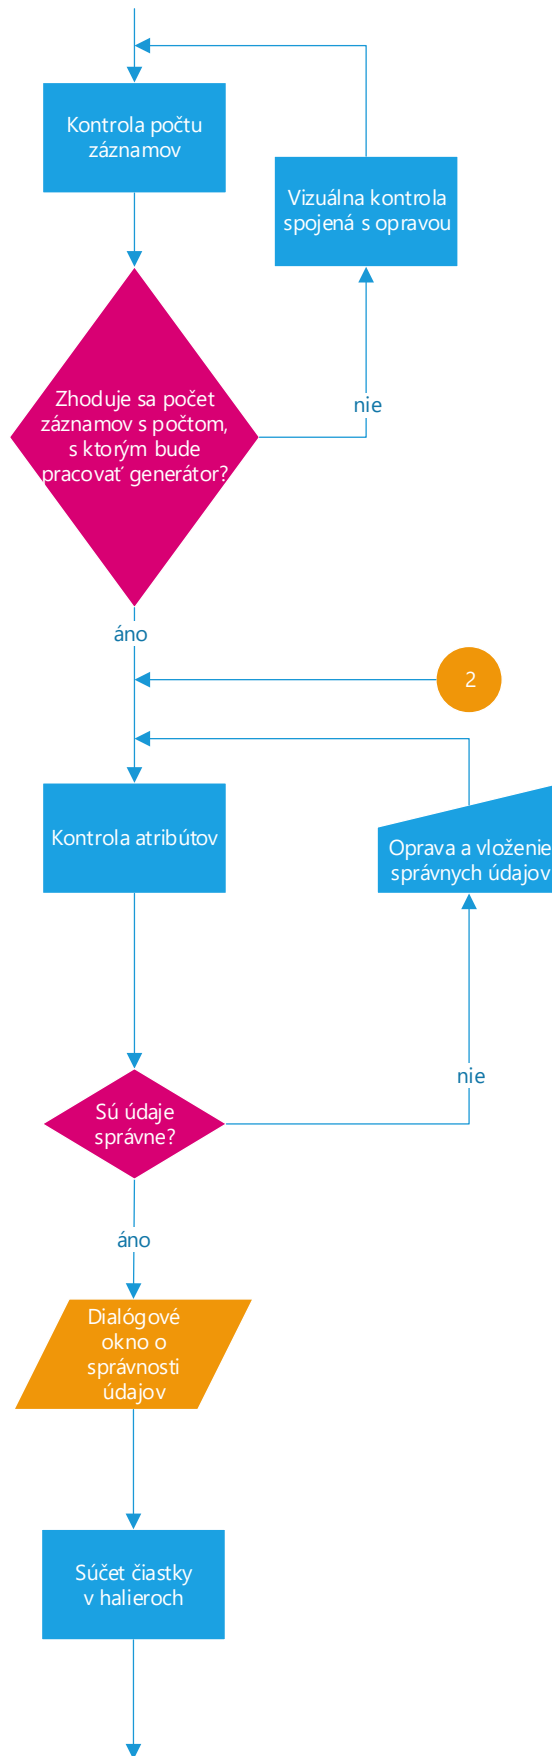 Kontrola počtu
záznamov
Vizuálna kontrola
spojená s opravou
Zhoduje sa počet
záznamov s počtom,
s ktorým bude
pracovať generátor?
nie
áno
2
Kontrola atribútov
Oprava a vloženie
správnych údajov
nie
Sú údaje
správne?
áno
Dialógové
okno o
správnosti
údajov
Súčet čiastky
v halieroch